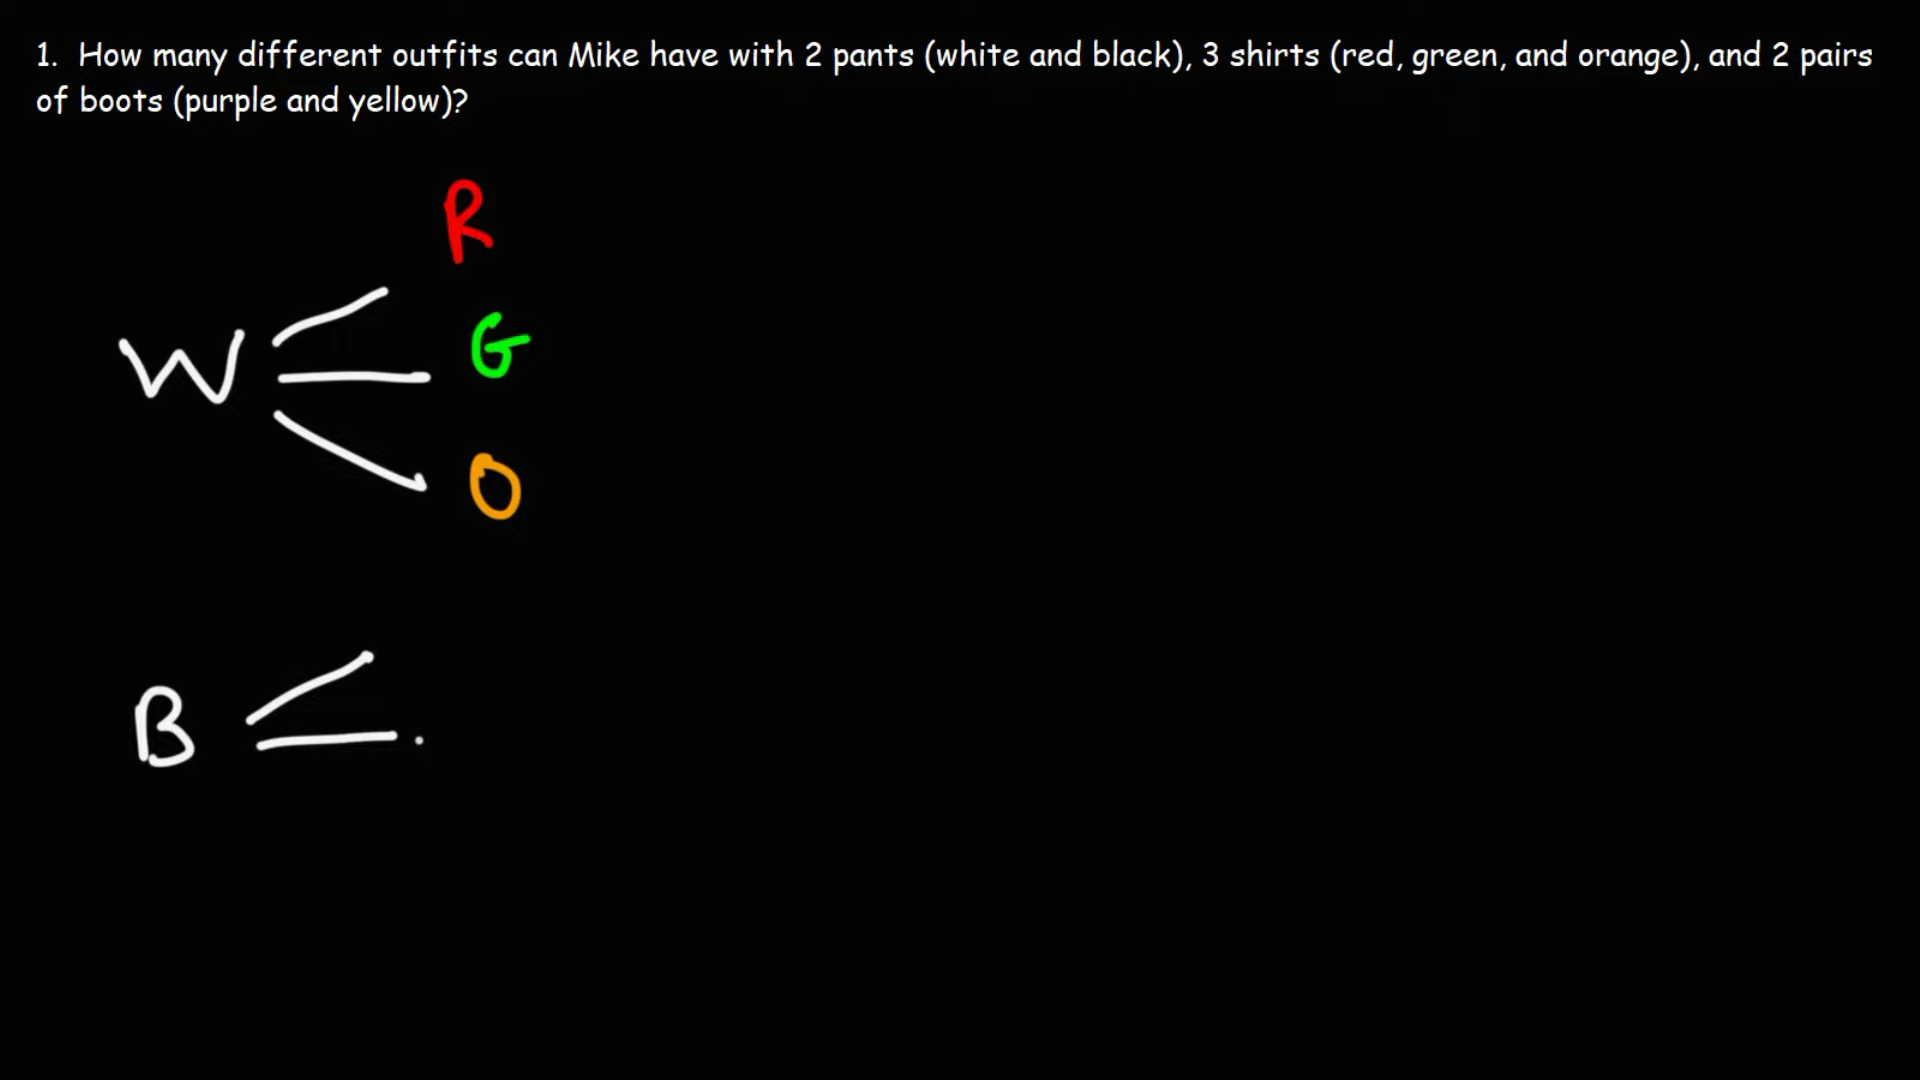 1. How many different outfits can Mike have with 2 pants (white and black), 3 shirts (red, green, and orange), and 2 pairs
of boots (purple and yellow)?
R
G
W
O
B